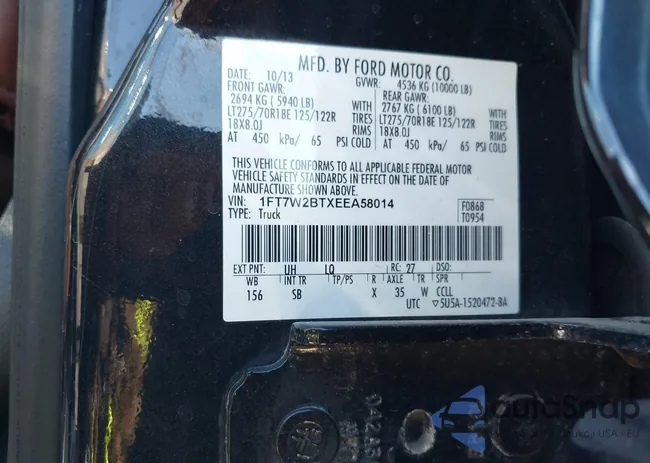 MFD. BY FORD MOTOR CO.
DATE: 10/13 GVWR: 4536 KG (10000 LB)
FRONT GAWR: REAR GAWR:
2694 KG ( 5940 LB) WITH 2767 KG ( 6100 LB) WITH
LT275/70R18E 125/122R TIRES LT275/70R18E 125/122R TIRES
18X8.0J RIMS 18X8.0J RIMS
AT 450 kPa/ 65 PSI COLD AT 450 kPa/ 65 PSI COLD
THIS VEHICLE CONFORMS TO ALL APPLICABLE FEDERAL MOTOR
VEHICLE SAFETY STANDARDS IN EFFECT ON THE DATE OF
MANUFACTURE SHOWN ABOVE.
VIN: 1FT7W2BTXEEA58014 F0868
TYPE: Truck T0954
EXT PNT: UH LQ RC: 27 DSO:
WB INT TR TP/PS R AXLE TR SPR
156 SB X 35 W CCLL
UTC ▽5U5A-1520472-BA
AutoSnap
USA - EU